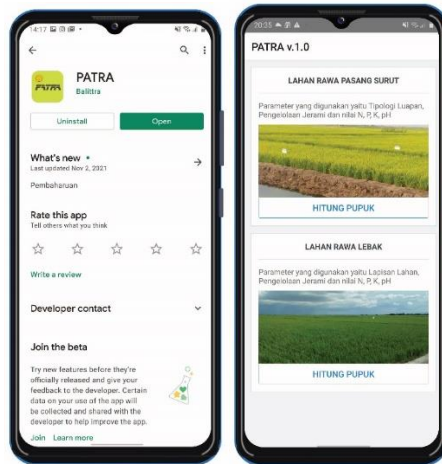 14:17
PATRA
Balittra
Uninstall
Open
What's new
Last updated Nov 2, 2021
Pembaharuan
Rate this app
Tell others what you think
Write a review
Developer contact
Join the beta
Try new features before they're
officially released and give your
feedback to the developer. Certain
data on your use of the app will
be collected and shared with the
developer to help improve the app.
Join Learn more
20:35
PATRA v.1.0
LAHAN RAWA PASANG SURUT
Parameter yang digunakan yaitu Tipologi Luapan,
Pengelolaan Jerami dan nilai N, P, K, pH
HITUNG PUPUK
LAHAN RAWA LEBAK
Parameter yang digunakan yaitu Lapisan Lahan,
Pengelolaan Jerami dan nilai N, P, K, pH
HITUNG PUPUK